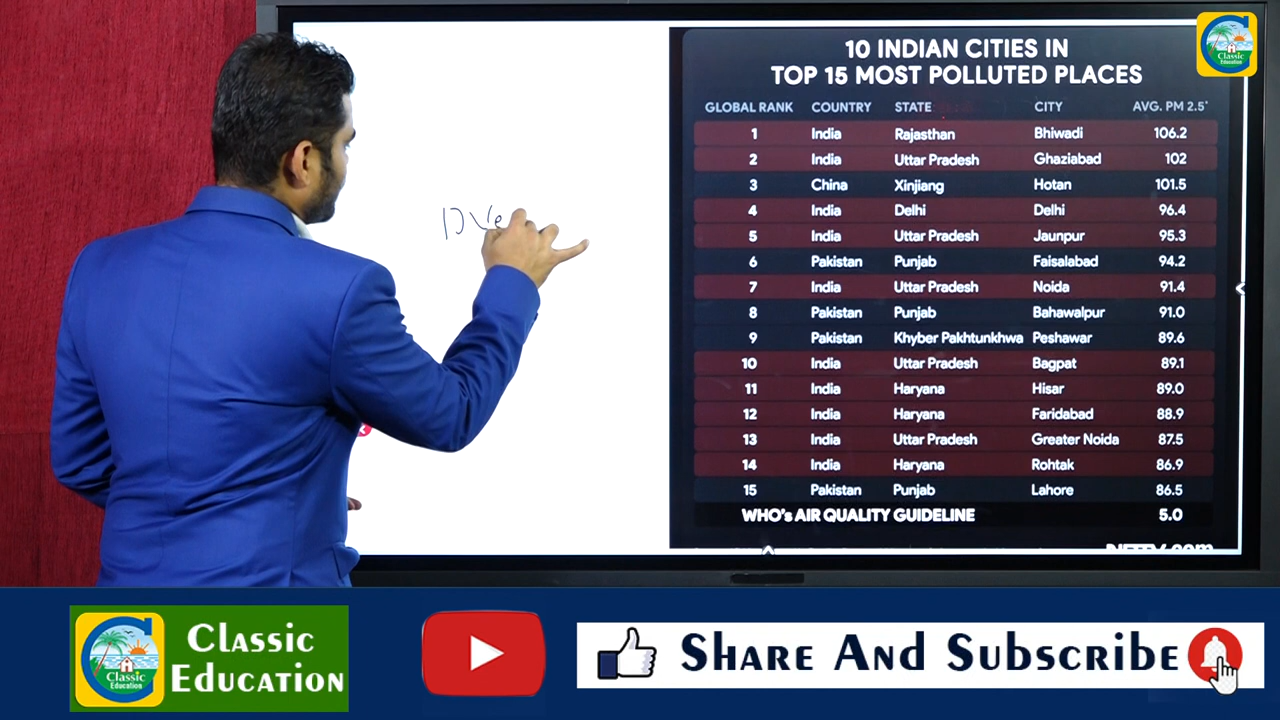 10 INDIAN CITIES IN
TOP 15 MOST POLLUTED PLACES
GLOBAL RANK COUNTRY STATE CITY AVG. PM 2.5*
1 India Rajasthan Bhiwadi 106.2
2 India Uttar Pradesh Ghaziabad 102
3 China Xinjiang Hotan 101.5
4 India Delhi Delhi 96.4
5 India Uttar Pradesh Jaunpur 95.3
6 Pakistan Punjab Faisalabad 94.2
7 India Uttar Pradesh Noida 91.4
8 Pakistan Punjab Bahawalpur 91.0
9 Pakistan Khyber Pakhtunkhwa Peshawar 89.6
10 India Uttar Pradesh Bagpat 89.1
11 India Haryana Hisar 89.0
12 India Haryana Faridabad 88.9
13 India Uttar Pradesh Greater Noida 87.5
14 India Haryana Rohtak 86.9
15 Pakistan Punjab Lahore 86.5
WHO's AIR QUALITY GUIDELINE 5.0
Classic
Education
Classic
Education
Classic
Education
Share And Subscribe